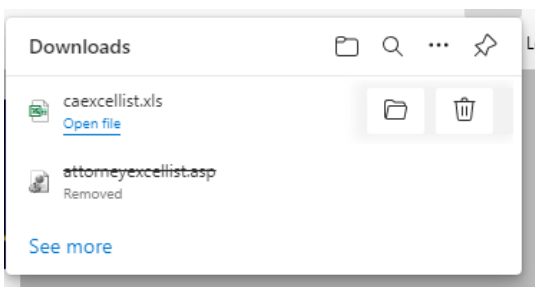 Downloads
caexcellist.xls
Open file
attorneyexcellist.asp
Removed
See more